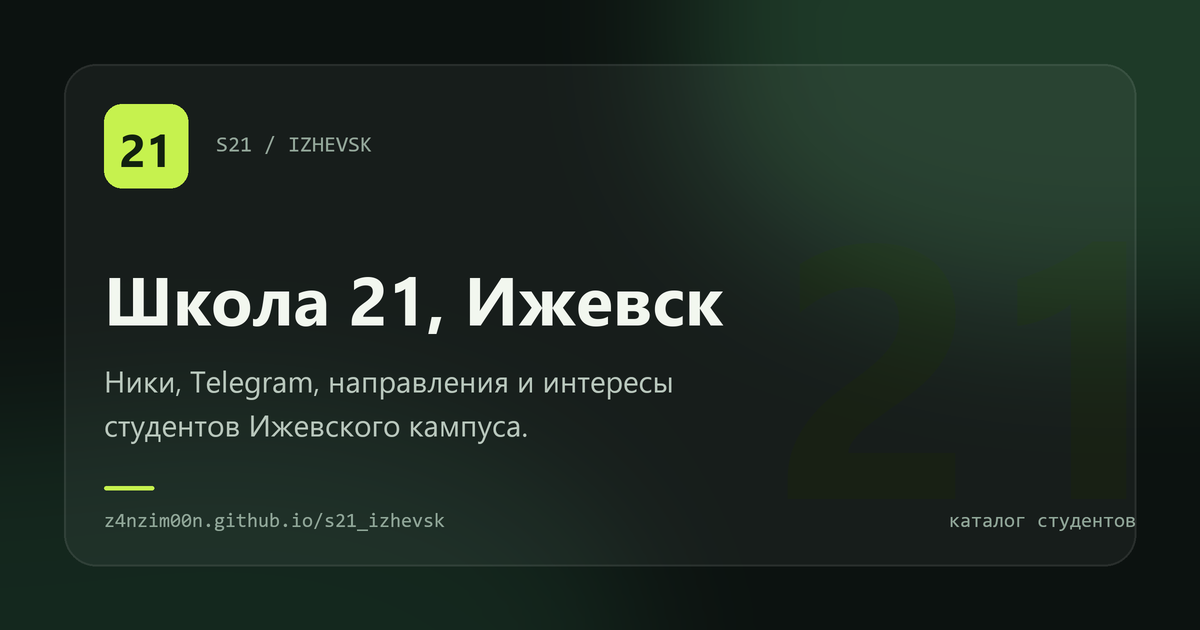 21
S21 / IZHEVSK
Школа 21, Ижевск
Ники, Telegram, направления и интересы
студентов Ижевского кампуса.
21
z4nzim00n.github.io/s21_izhevsk
каталог студентов